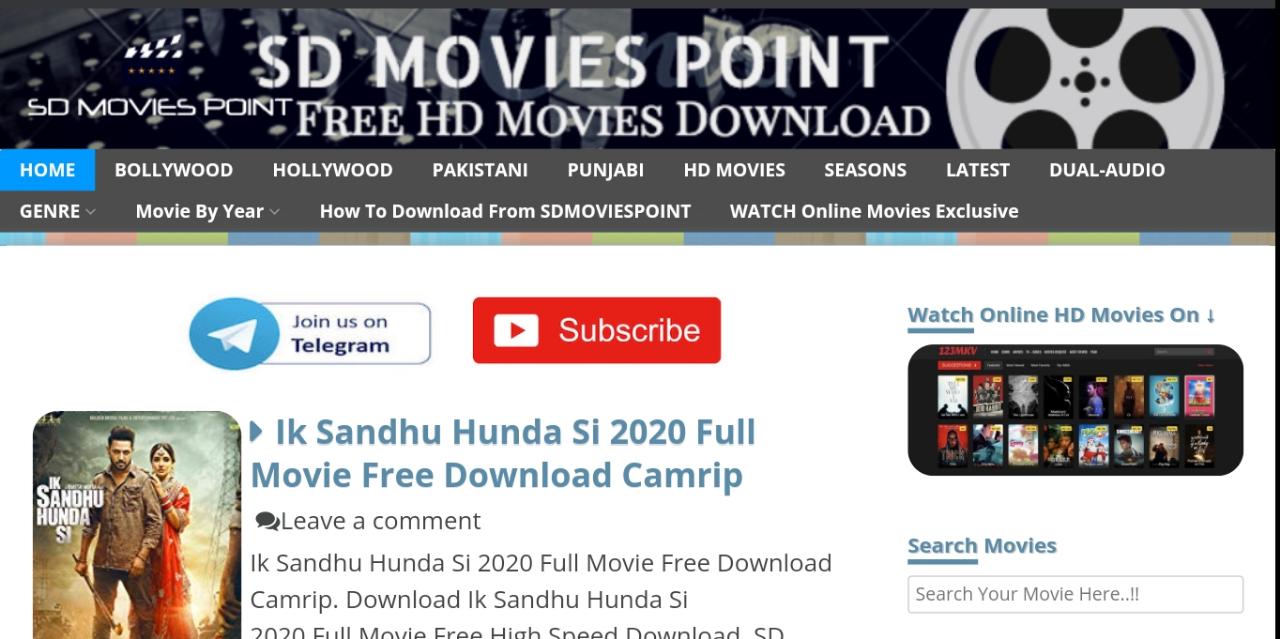 SD MOVIES POINT
SD MOVIES POINT
FREE HD MOVIES DOWNLOAD
HOME BOLLYWOOD HOLLYWOOD PAKISTANI PUNJABI HD MOVIES SEASONS LATEST DUAL-AUDIO
GENRE Movie By Year How To Download From SDMOVIESPOINT WATCH Online Movies Exclusive
Join us on
Telegram
Subscribe
Watch Online HD Movies On ↓
123MKV
IK
SANDHU
HUNDA
SI
Ik Sandhu Hunda Si 2020 Full
Movie Free Download Camrip
Leave a comment
Ik Sandhu Hunda Si 2020 Full Movie Free Download
Camrip. Download Ik Sandhu Hunda Si
2020 Full Movie Free High Speed Download. SD
Search Movies
Search Your Movie Here..!!